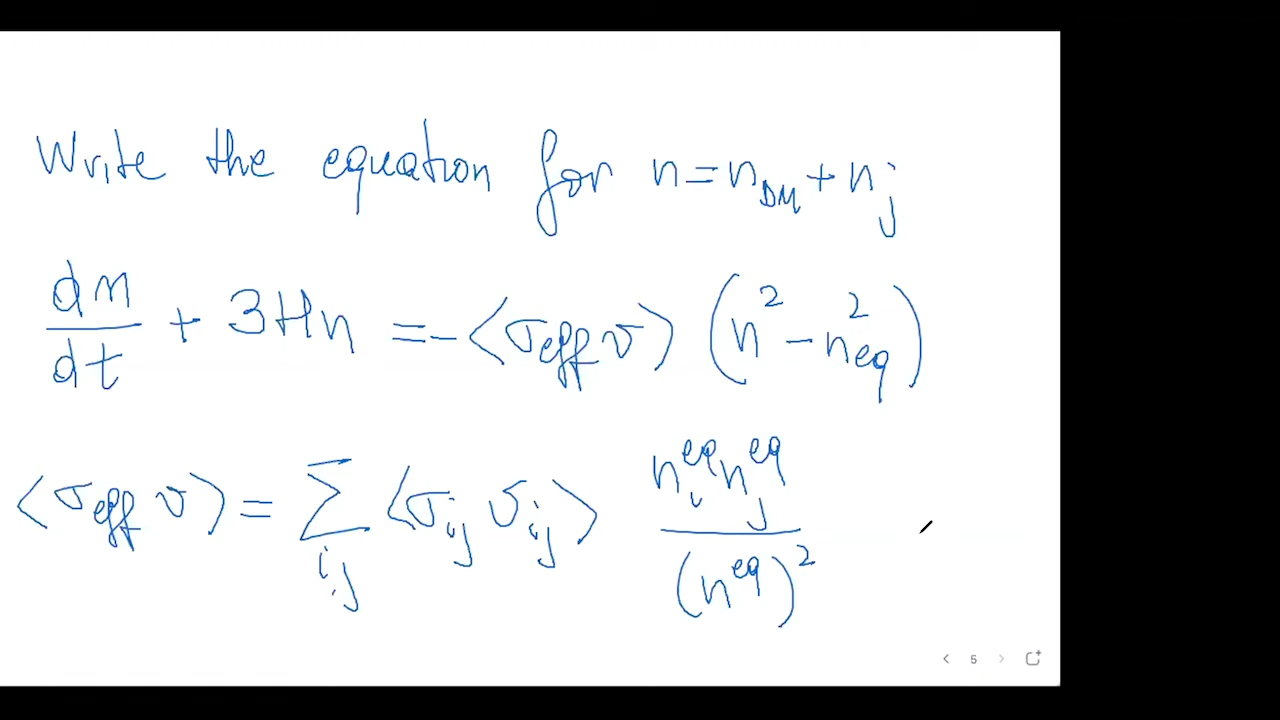 Write the equation for n = n_DM + n_j
dn/dt + 3Hn = - ⟨σ_eff v⟩ (n² - n²_eq)
⟨σ_eff v⟩ = Σ_ij ⟨σ_ij v_ij⟩ n_i^eq n_j^eq / (n^eq)²
< 5 >